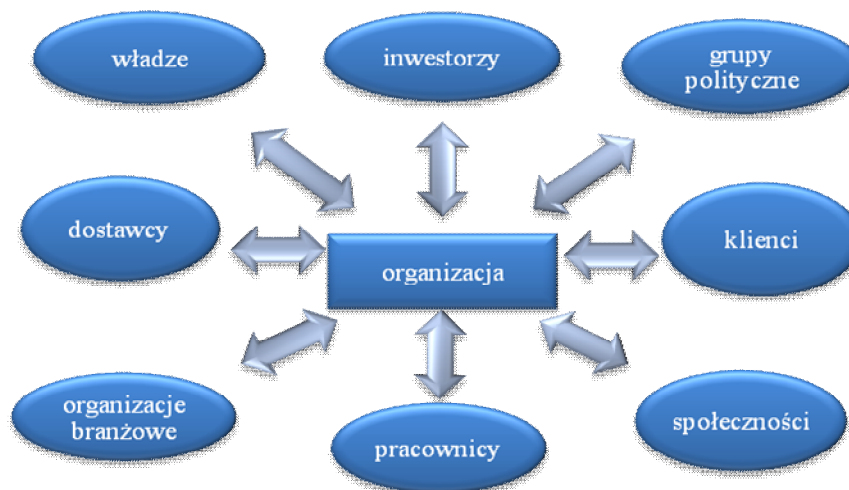 władze
inwestorzy
grupy
polityczne
dostawcy
organizacja
klienci
organizacje
branżowe
pracownicy
społeczności